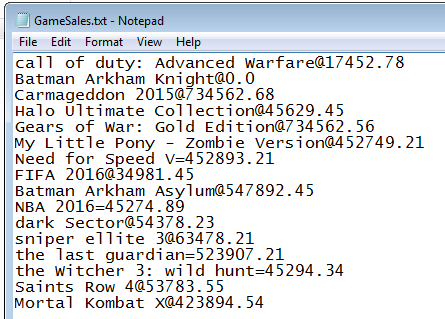 GameSales.txt - Notepad
File Edit Format View Help
call of duty: Advanced Warfare@17452.78
Batman Arkham Knight@0.0
Carmageddon 2015@734562.68
Halo Ultimate Collection@45629.45
Gears of War: Gold Edition@734562.56
My Little Pony - Zombie Version@452749.21
Need for Speed V=452893.21
FIFA 2016@34981.45
Batman Arkham Asylum@547892.45
NBA 2016=45274.89
dark Sector@54378.23
sniper ellite 3@63478.21
the last guardian=523907.21
the Witcher 3: wild hunt=45294.34
Saints Row 4@53783.55
Mortal Kombat X@423894.54